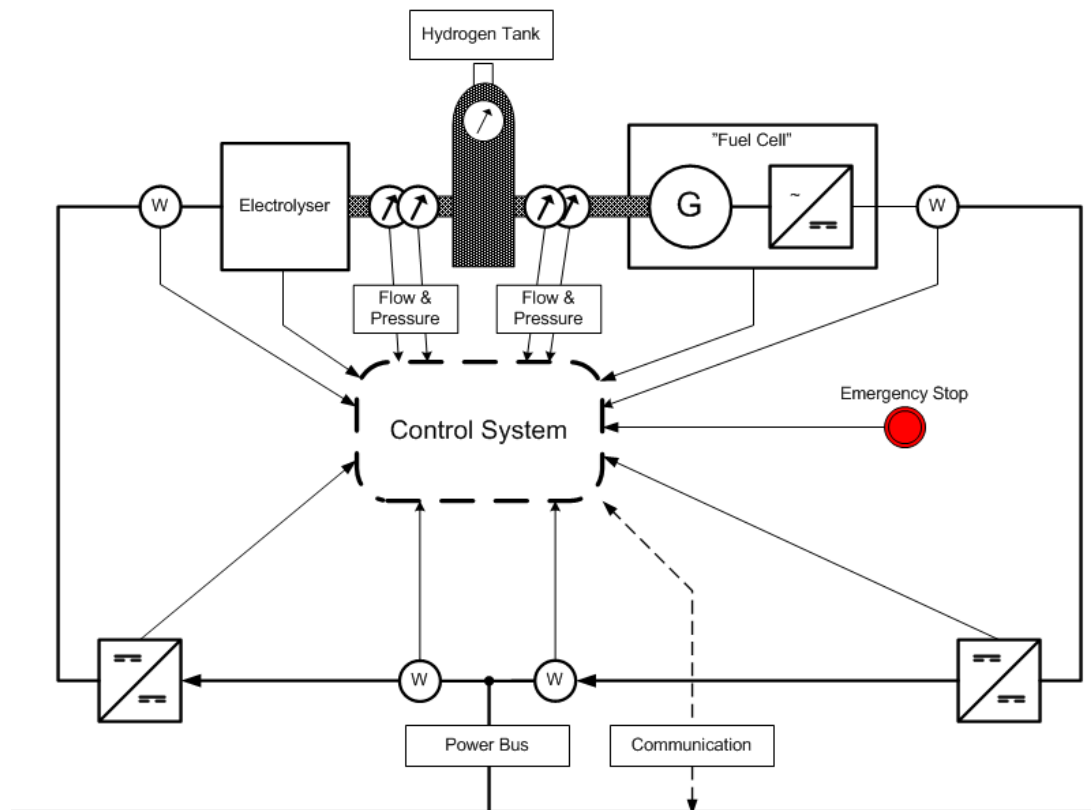 Hydrogen Tank
"Fuel Cell"
W
Electrolyser
G
~
W
Flow &
Pressure
Flow &
Pressure
Emergency Stop
Control System
W
W
Power Bus
Communication